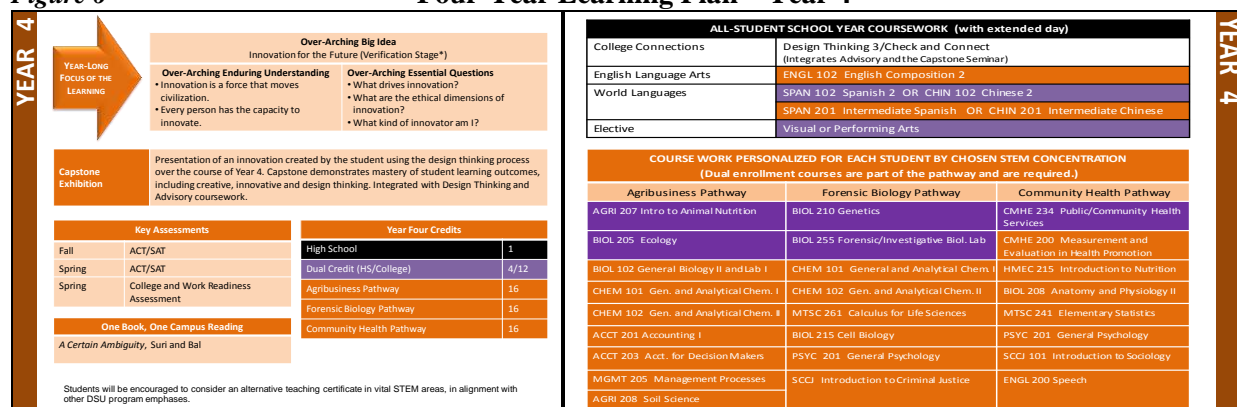 Figure 6
Four-Year Learning Plan – Year 4
YEAR 4
YEAR-LONG
FOCUS OF THE
LEARNING
Over-Arching Big Idea
Innovation for the Future (Verification Stage*)
Over-Arching Enduring Understanding
• Innovation is a force that moves
civilization.
• Every person has the capacity to
innovate.
Over-Arching Essential Questions
• What drives innovation?
• What are the ethical dimensions of
innovation?
• What kind of innovator am I?
Capstone
Exhibition
Presentation of an innovation created by the student using the design thinking process
over the course of Year 4. Capstone demonstrates mastery of student learning outcomes,
including creative, innovative and design thinking. Integrated with Design Thinking and
Advisory coursework.
Key Assessments
Fall ACT/SAT
Spring ACT/SAT
Spring College and Work Readiness
Assessment
Year Four Credits
High School 1
Dual Credit (HS/College) 4/12
Agribusiness Pathway 16
Forensic Biology Pathway 16
Community Health Pathway 16
One Book, One Campus Reading
A Certain Ambiguity, Suri and Bal
Students will be encouraged to consider an alternative teaching certificate in vital STEM areas, in alignment with
other DSU program emphases.
ALL-STUDENT SCHOOL YEAR COURSEWORK (with extended day)
College Connections Design Thinking 3/Check and Connect
(Integrates Advisory and the Capstone Seminar)
English Language Arts ENGL 102 English Composition 2
World Languages SPAN 102 Spanish 2 OR CHIN 102 Chinese 2
SPAN 201 Intermediate Spanish OR CHIN 201 Intermediate Chinese
Elective Visual or Performing Arts
COURSE WORK PERSONALIZED FOR EACH STUDENT BY CHOSEN STEM CONCENTRATION
(Dual enrollment courses are part of the pathway and are required.)
Agribusiness Pathway Forensic Biology Pathway Community Health Pathway
AGRI 207 Intro to Animal Nutrition BIOL 210 Genetics CMHE 234 Public/Community Health
Services
BIOL 205 Ecology BIOL 255 Forensic/Investigative Biol. Lab CMHE 200 Measurement and
Evaluation in Health Promotion
BIOL 102 General Biology II and Lab I CHEM 101 General and Analytical Chem. I HMEC 215 Introduction to Nutrition
CHEM 101 Gen. and Analytical Chem. I CHEM 102 Gen. and Analytical Chem. II BIOL 208 Anatomy and Physiology II
CHEM 102 Gen. and Analytical Chem. II MTSC 261 Calculus for Life Sciences MTSC 241 Elementary Statistics
ACCT 201 Accounting I BIOL 215 Cell Biology PSYC 201 General Psychology
ACCT 203 Acct. for Decision Makers PSYC 201 General Psychology SCCJ 101 Introduction to Sociology
MGMT 205 Management Processes SCCJ Introduction to Criminal Justice ENGL 200 Speech
AGRI 208 Soil Science
YEAR 4